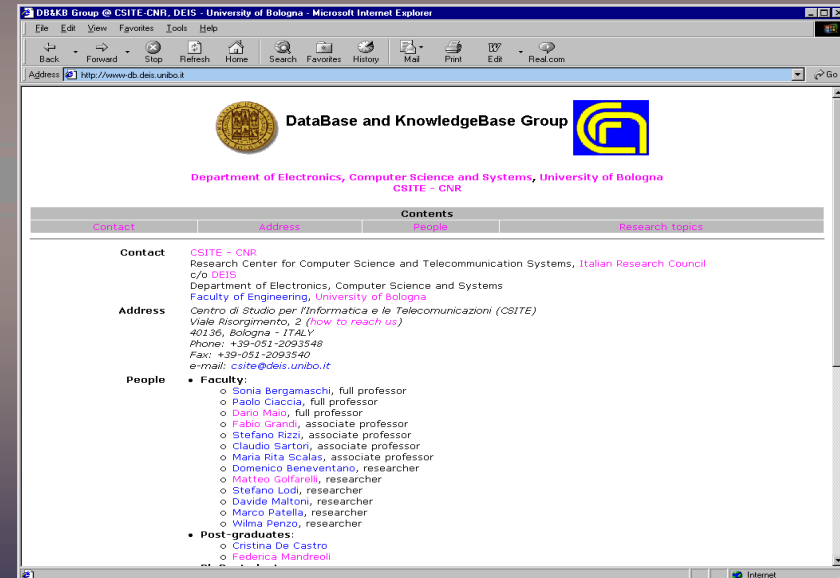 DB&KB Group @ CSITE-CNR, DEIS - University of Bologna - Microsoft Internet Explorer
File Edit View Favorites Tools Help
Back Forward Stop Refresh Home Search Favorites History Mail Print Edit Real.com
Address http://www-db.deis.unibo.it Go
DataBase and KnowledgeBase Group
Department of Electronics, Computer Science and Systems, University of Bologna
CSITE - CNR
Contents
Contact Address People Research topics
Contact CSITE - CNR
Research Center for Computer Science and Telecommunication Systems, Italian Research Council
c/o DEIS
Department of Electronics, Computer Science and Systems
Faculty of Engineering, University of Bologna
Address Centro di Studio per l'Informatica e le Telecomunicazioni (CSITE)
Viale Risorgimento, 2 (how to reach us)
40136, Bologna - ITALY
Phone: +39-051-2093548
Fax: +39-051-2093540
e-mail: csite@deis.unibo.it
People • Faculty:
o Sonia Bergamaschi, full professor
o Paolo Ciaccia, full professor
o Dario Maio, full professor
o Fabio Grandi, associate professor
o Stefano Rizzi, associate professor
o Claudio Sartori, associate professor
o Maria Rita Scalas, associate professor
o Domenico Beneventano, researcher
o Matteo Golfarelli, researcher
o Stefano Lodi, researcher
o Davide Maltoni, researcher
o Marco Patella, researcher
o Wilma Penzo, researcher
• Post-graduates:
o Cristina De Castro
o Federica Mandreoli
Internet